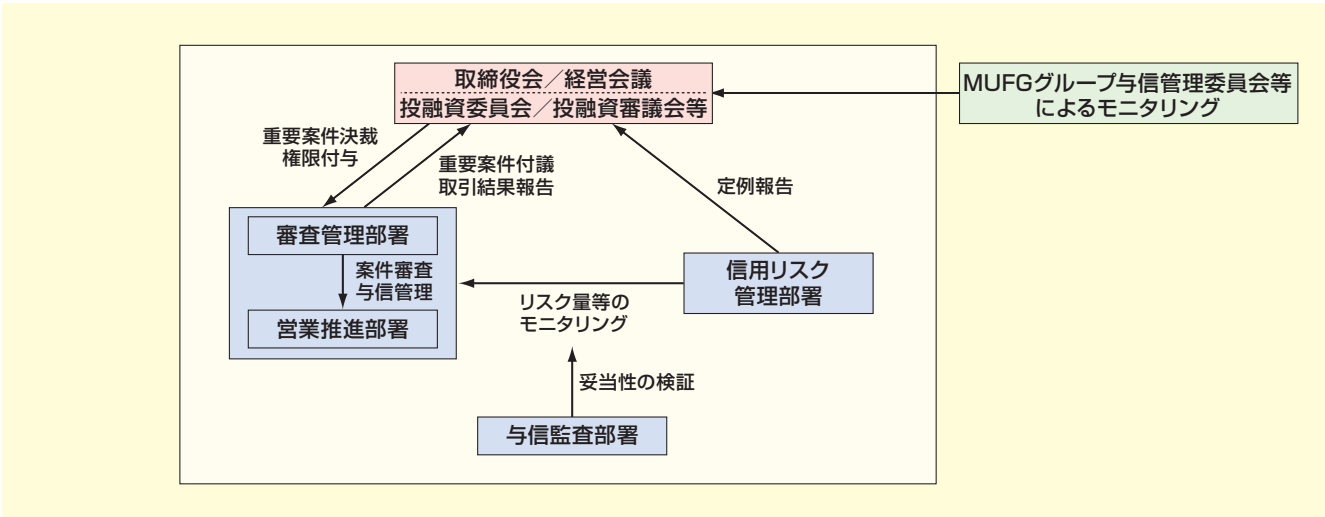 取締役会／経営会議
投融資委員会／投融資審議会等
MUFGグループ与信管理委員会等
によるモニタリング
重要案件決裁
権限付与
重要案件付議
取引結果報告
定例報告
審査管理部署
案件審査
与信管理
営業推進部署
信用リスク
管理部署
リスク量等の
モニタリング
妥当性の検証
与信監査部署